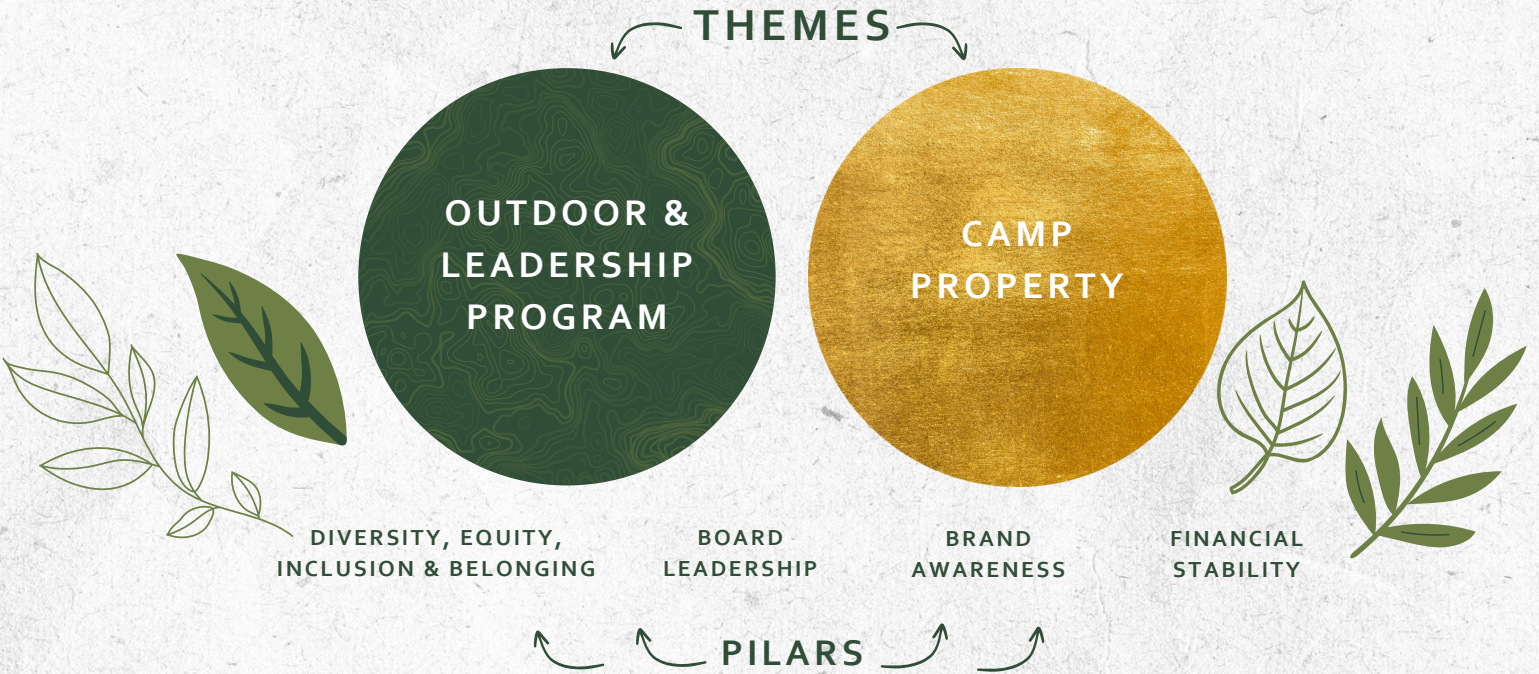 THEMES
OUTDOOR &
LEADERSHIP
PROGRAM
CAMP
PROPERTY
DIVERSITY, EQUITY,
INCLUSION & BELONGING
BOARD
LEADERSHIP
BRAND
AWARENESS
FINANCIAL
STABILITY
PILARS